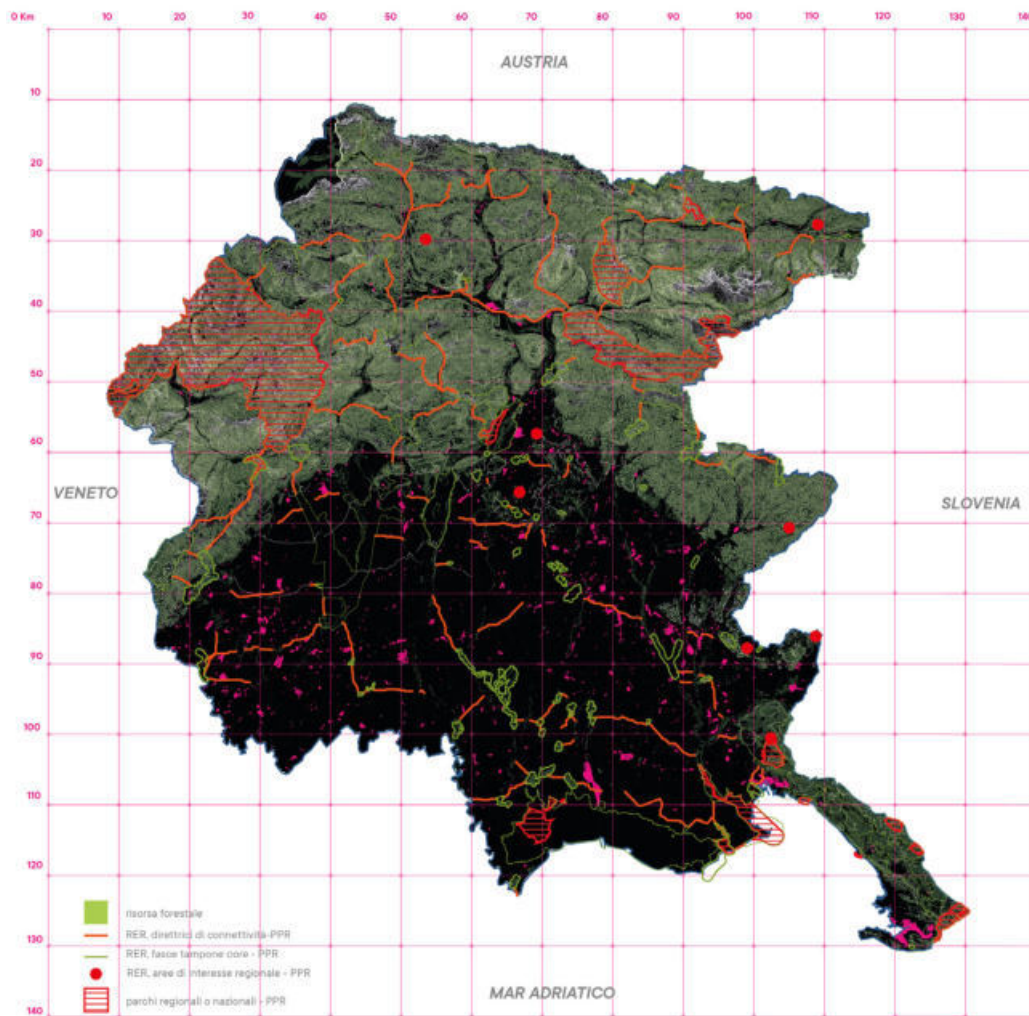 0 Km 10 20 30 40 50 60 70 80 90 100 110 120 130 140
AUSTRIA
10
20
30
40
50
60
VENETO
SLOVENIA
70
80
90
100
110
120
130
140
risorsa forestale
RER, direttrici di connettività-PPR
RER, fasce tampone core - PPR
RER, aree di interesse regionale - PPR
parchi regionali o nazionali - PPR
MAR ADRIATICO